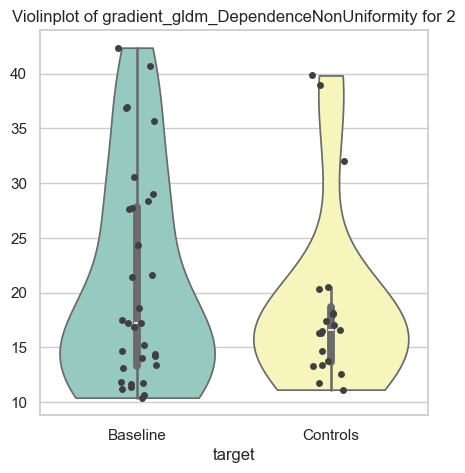 Violinplot of gradient_gldm_DependenceNonUniformity for 2
40
35
30
25
20
15
10
Baseline
Controls
target